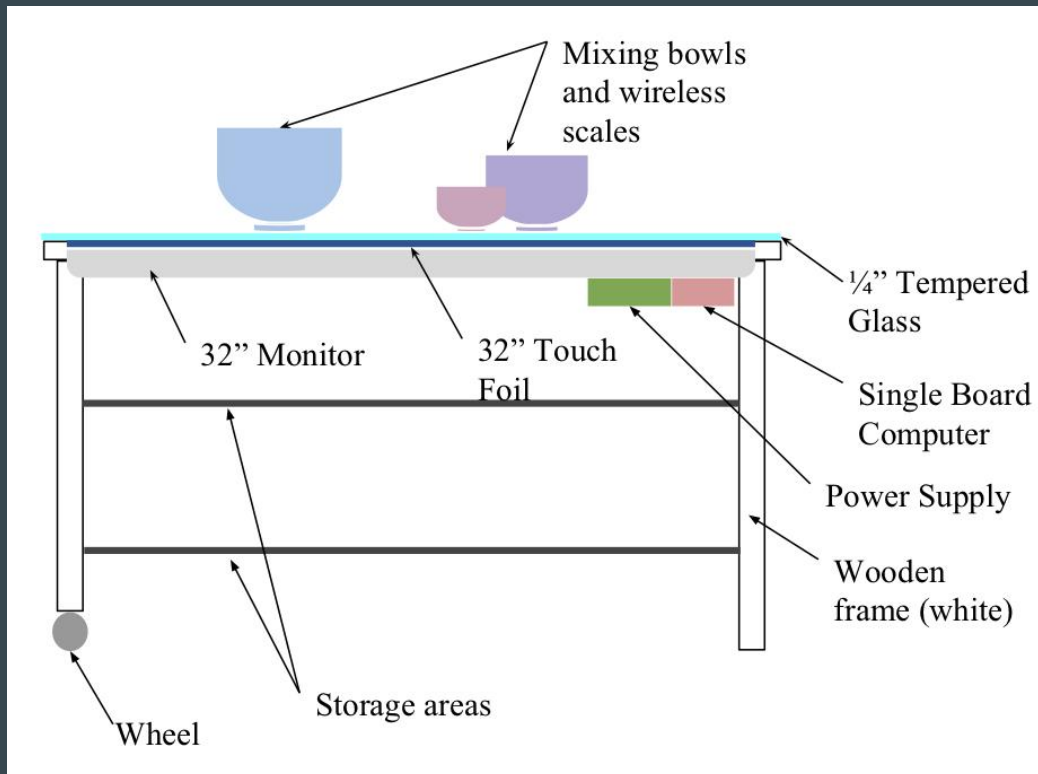 Mixing bowls
and wireless
scales
¼” Tempered
Glass
32” Monitor
32” Touch
Foil
Single Board
Computer
Power Supply
Wooden
frame (white)
Storage areas
Wheel